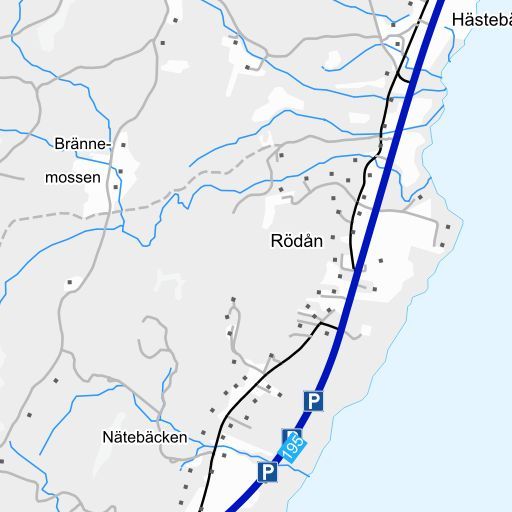 Hästebä
Bränne-
mossen
Rödån
P
P
195
Nätebäcken
P